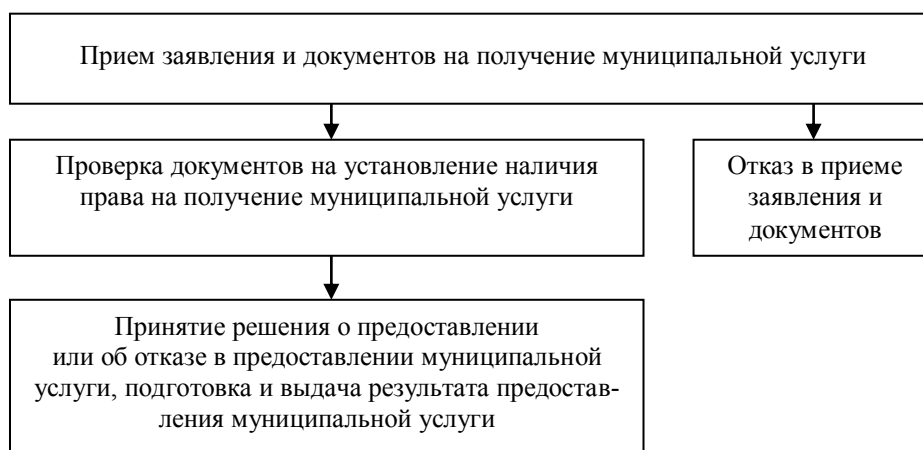 Прием заявления и документов на получение муниципальной услуги
Проверка документов на установление наличия
права на получение муниципальной услуги
Отказ в приеме
заявления и
документов
Принятие решения о предоставлении
или об отказе в предоставлении муниципальной
услуги, подготовка и выдача результата предостав-
ления муниципальной услуги